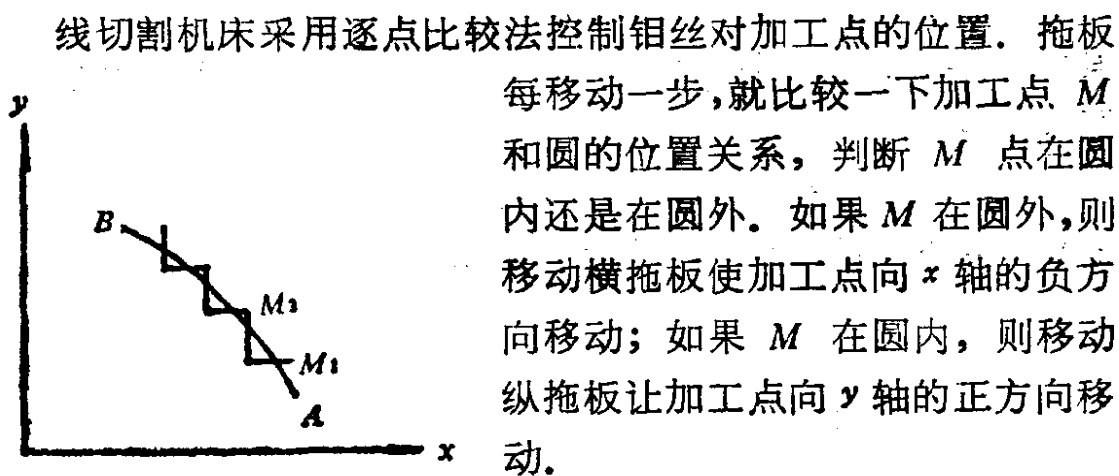 线切割机床采用逐点比较法控制钼丝对加工点的位置．拖板
每移动一步，就比较一下加工点 M
和圆的位置关系，判断 M 点在圆
内还是在圆外．如果 M 在圆外，则
移动横拖板使加工点向 x 轴的负方
向移动；如果 M 在圆内，则移动
纵拖板让加工点向 y 轴的正方向移
动．
y
B
M₂
M₁
A
x